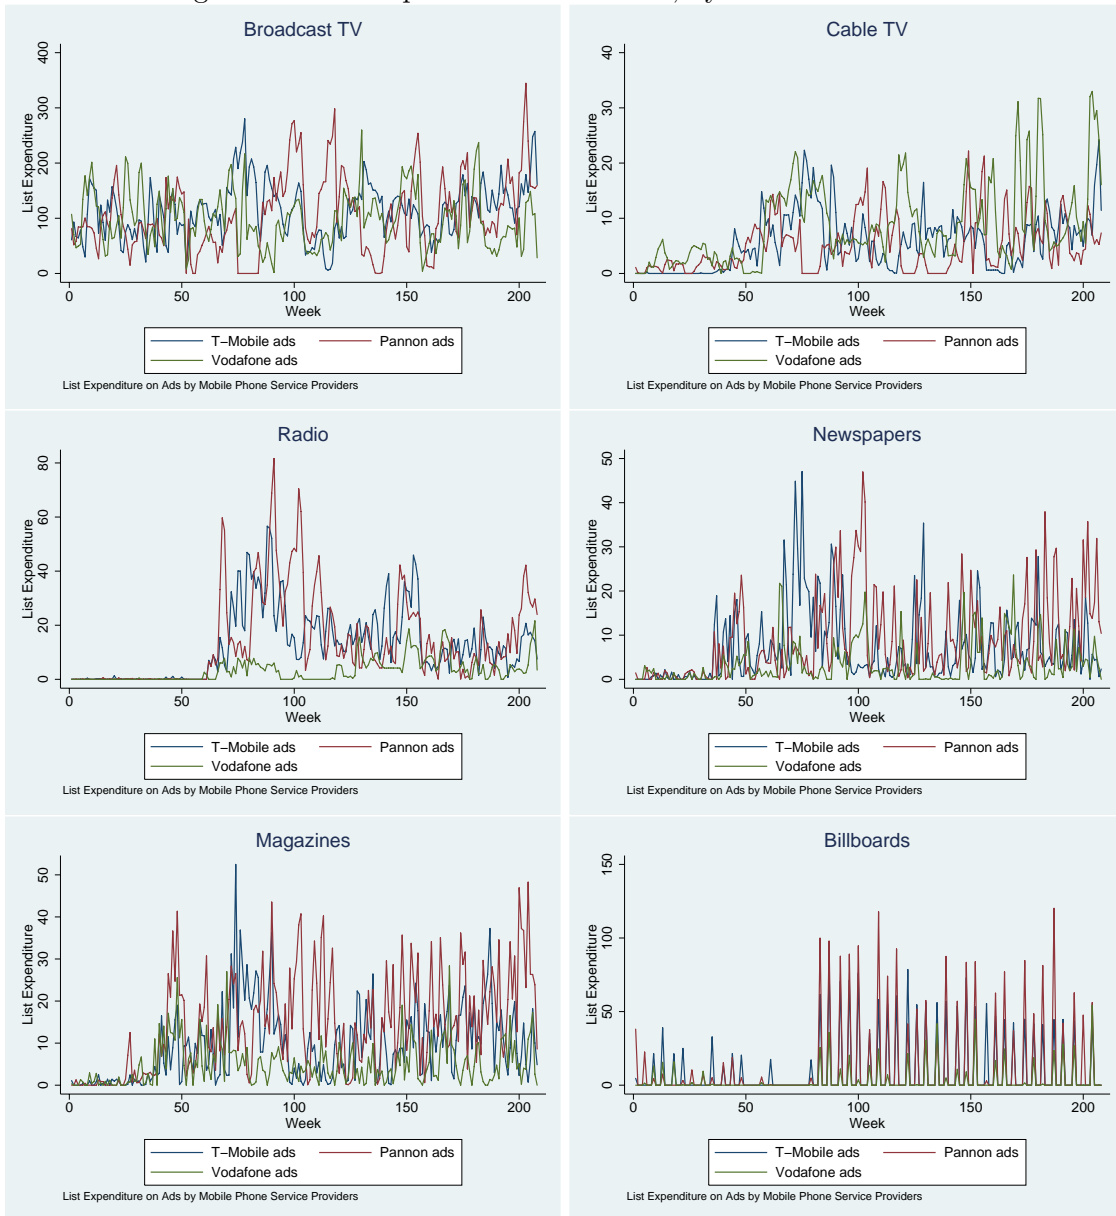 Broadcast TV
List Expenditure
0 100 200 300 400
0 50 100 150 200
Week
T−Mobile ads Pannon ads
Vodafone ads
List Expenditure on Ads by Mobile Phone Service Providers
Cable TV
List Expenditure
0 10 20 30 40
0 50 100 150 200
Week
T−Mobile ads Pannon ads
Vodafone ads
List Expenditure on Ads by Mobile Phone Service Providers
Radio
List Expenditure
0 20 40 60 80
0 50 100 150 200
Week
T−Mobile ads Pannon ads
Vodafone ads
List Expenditure on Ads by Mobile Phone Service Providers
Newspapers
List Expenditure
0 10 20 30 40 50
0 50 100 150 200
Week
T−Mobile ads Pannon ads
Vodafone ads
List Expenditure on Ads by Mobile Phone Service Providers
Magazines
List Expenditure
0 10 20 30 40 50
0 50 100 150 200
Week
T−Mobile ads Pannon ads
Vodafone ads
List Expenditure on Ads by Mobile Phone Service Providers
Billboards
List Expenditure
0 50 100 150
0 50 100 150 200
Week
T−Mobile ads Pannon ads
Vodafone ads
List Expenditure on Ads by Mobile Phone Service Providers